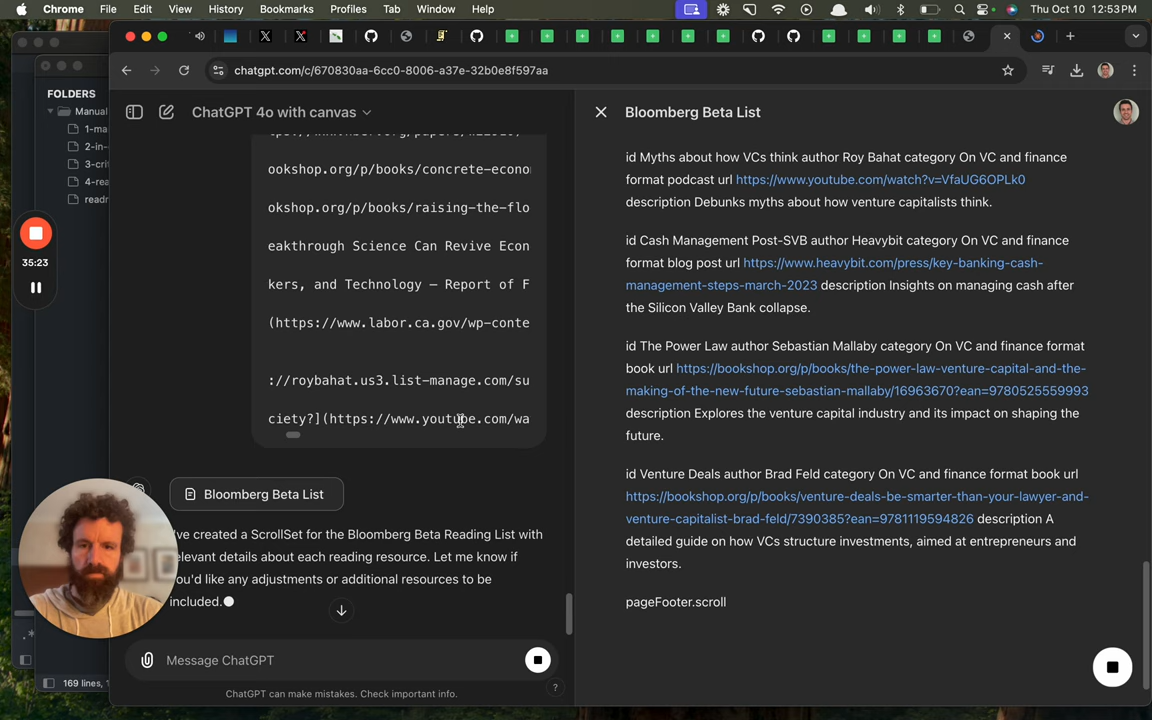 Chrome File Edit View History Bookmarks Profiles Tab Window Help Thu Oct 10 12:53 PM
chatgpt.com/c/670830aa-6cc0-8006-a37e-32b0e8f597aa
FOLDERS
Manual
1-ma
2-in-
3-crit
4-rea
readn
35:23
169 lines,
ChatGPT 4o with canvas
ookshop.org/p/books/concrete-econo
okshop.org/p/books/raising-the-flo
eakthrough Science Can Revive Econ
kers, and Technology — Report of F
(https://www.labor.ca.gov/wp-conte
://roybahat.us3.list-manage.com/su
ciety?](https://www.youtube.com/wa
Bloomberg Beta List
I've created a ScrollSet for the Bloomberg Beta Reading List with
relevant details about each reading resource. Let me know if
you'd like any adjustments or additional resources to be
included.
Message ChatGPT
ChatGPT can make mistakes. Check important info.
?
Bloomberg Beta List
id Myths about how VCs think author Roy Bahat category On VC and finance
format podcast url https://www.youtube.com/watch?v=VfaUG6OPLk0
description Debunks myths about how venture capitalists think.
id Cash Management Post-SVB author Heavybit category On VC and finance
format blog post url https://www.heavybit.com/press/key-banking-cash-
management-steps-march-2023 description Insights on managing cash after
the Silicon Valley Bank collapse.
id The Power Law author Sebastian Mallaby category On VC and finance format
book url https://bookshop.org/p/books/the-power-law-venture-capital-and-the-
making-of-the-new-future-sebastian-mallaby/16963670?ean=9780525559993
description Explores the venture capital industry and its impact on shaping the
future.
id Venture Deals author Brad Feld category On VC and finance format book url
https://bookshop.org/p/books/venture-deals-be-smarter-than-your-lawyer-and-
venture-capitalist-brad-feld/7390385?ean=9781119594826 description A
detailed guide on how VCs structure investments, aimed at entrepreneurs and
investors.
pageFooter.scroll